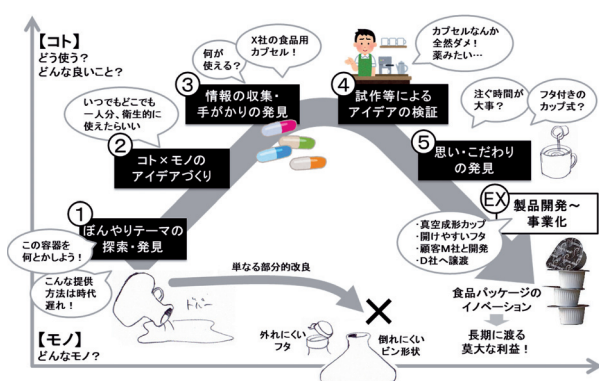 【コト】
どう使う?
どんな良いこと?
何が
使える?
X社の食品用
カプセル!
カプセルなんか
全然ダメ!
薬みたい…
③
情報の収集・
手がかりの発見
④
試作等による
アイデアの検証
いつでもどこでも
一人分、衛生的に
使えたらいい
②
コト×モノの
アイデアづくり
注ぐ時間が
大事?
フタ付きの
カップ式?
⑤
思い・こだわり
の発見
①
ぼんやりテーマの
探索・発見
この容器を
何とかしよう!
こんな提供
方法は時代
遅れ!
EX
製品開発~
事業化
・真空成形カップ
・開けやすいフタ
・顧客M社と開発
・D社へ譲渡
ドバー
単なる部分的改良
×
外れにくい
フタ
倒れにくい
ビン形状
食品パッケージの
イノベーション
長期に渡る
莫大な利益!
【モノ】
どんなモノ?